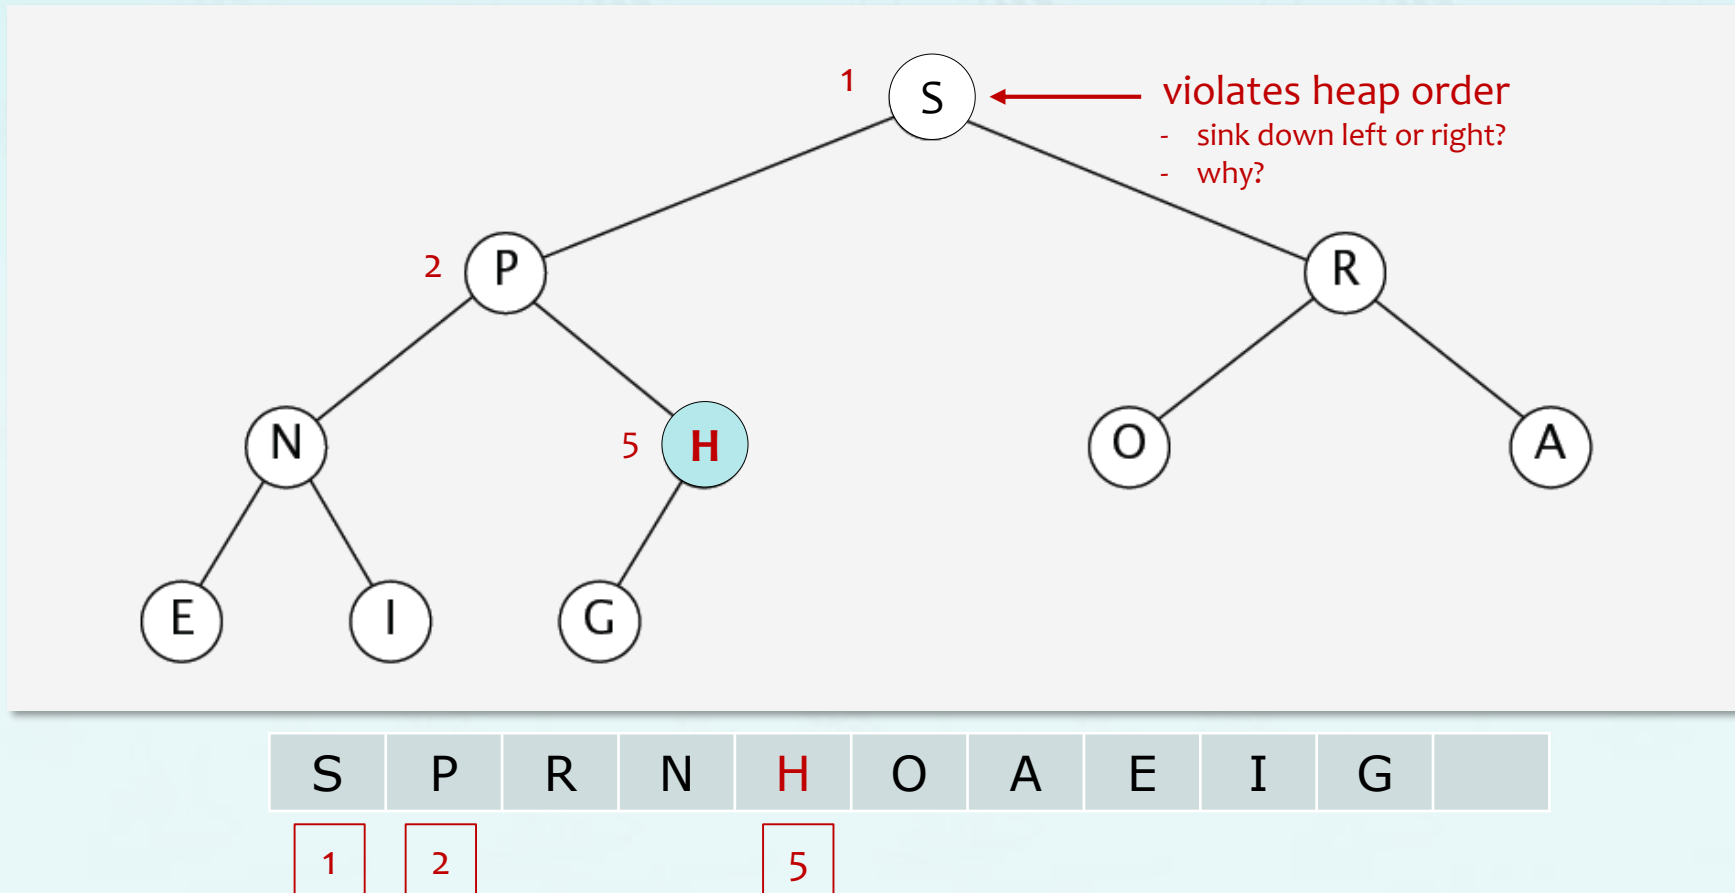 1 S violates heap order
- sink down left or right?
- why?
2 P R
N 5 H O A
E I G
S P R N H O A E I G
1 2 5